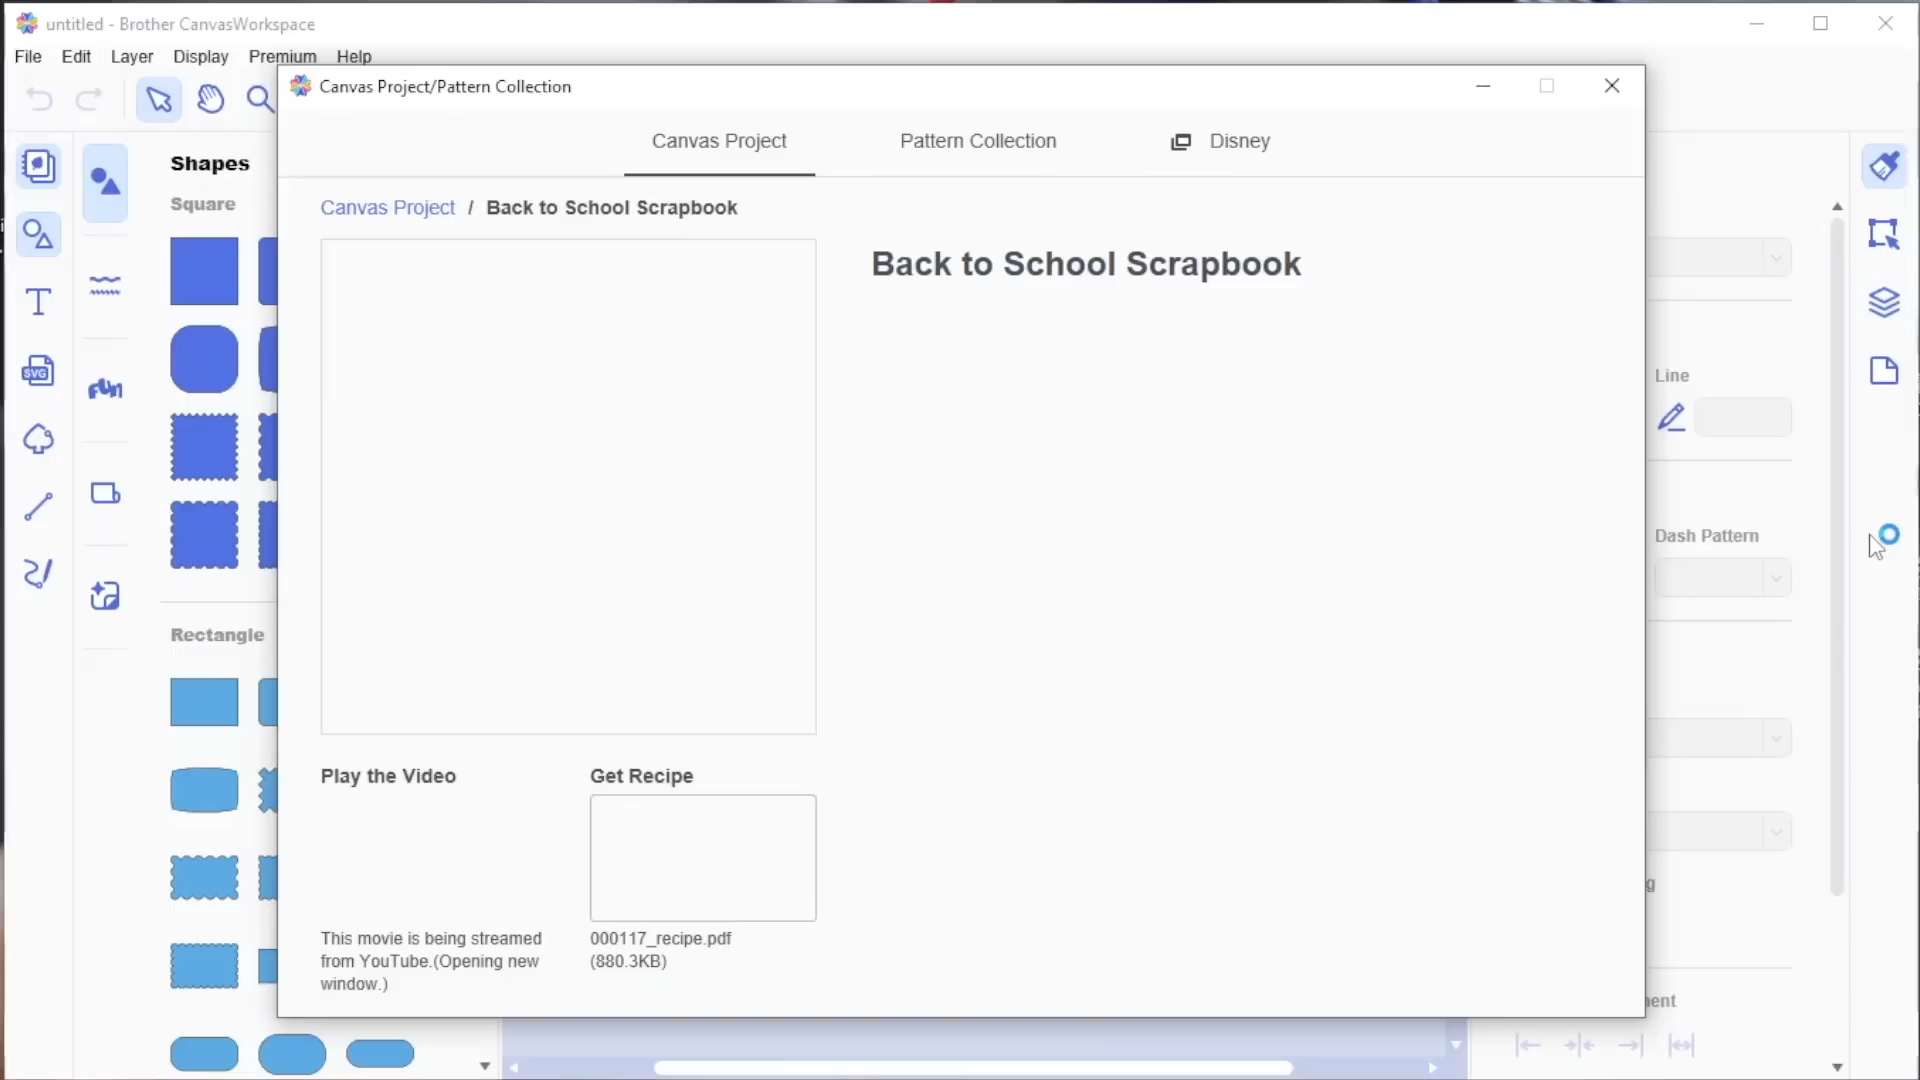 untitled - Brother CanvasWorkspace
File Edit Layer Display Premium Help
Canvas Project/Pattern Collection
Canvas Project Pattern Collection Disney
Canvas Project / Back to School Scrapbook
Back to School Scrapbook
Shapes
Square
SVG
Fun
Rectangle
Line
Dash Pattern
Play the Video
Get Recipe
This movie is being streamed
from YouTube.(Opening new
window.)
000117_recipe.pdf
(880.3KB)